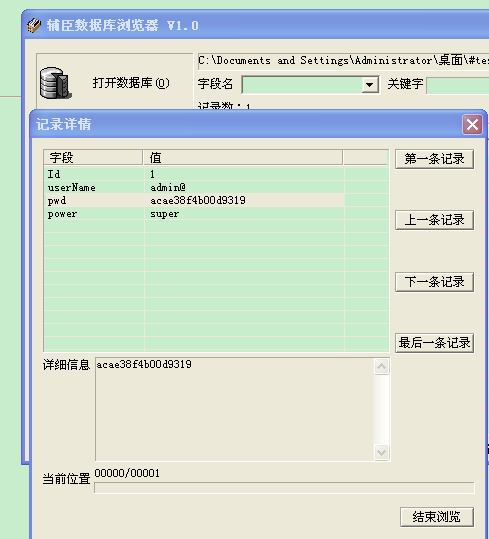 辅臣数据库浏览器 V1.0
C:\Documents and Settings\Administrator\桌面\#tes
打开数据库(O)
字段名
关键字
记录数:1
记录详情
字段 值
Id 1
userName admin@
pwd acae38f4b00d9319
power super
第一条记录
上一条记录
下一条记录
最后一条记录
详细信息
acae38f4b00d9319
当前位置
00000/00001
结束浏览